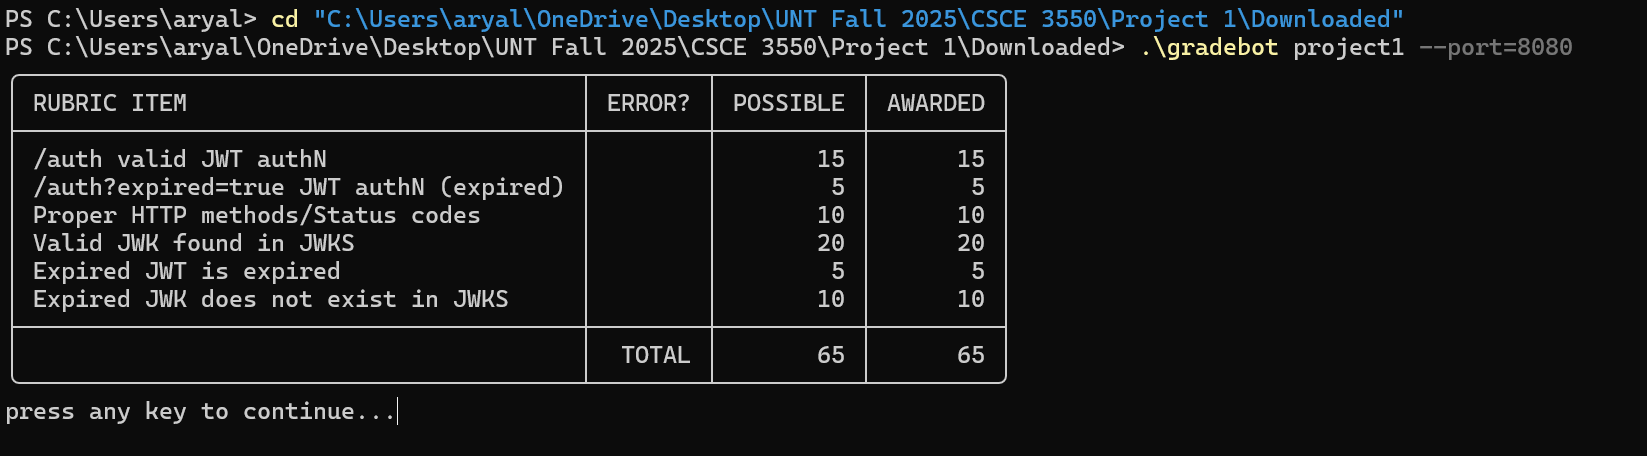 PS C:\Users\aryal> cd "C:\Users\aryal\OneDrive\Desktop\UNT Fall 2025\CSCE 3550\Project 1\Downloaded"
PS C:\Users\aryal\OneDrive\Desktop\UNT Fall 2025\CSCE 3550\Project 1\Downloaded> .\gradebot project1 --port=8080
RUBRIC ITEM ERROR? POSSIBLE AWARDED
/auth valid JWT authN 15 15
/auth?expired=true JWT authN (expired) 5 5
Proper HTTP methods/Status codes 10 10
Valid JWK found in JWKS 20 20
Expired JWT is expired 5 5
Expired JWK does not exist in JWKS 10 10
TOTAL 65 65
press any key to continue...